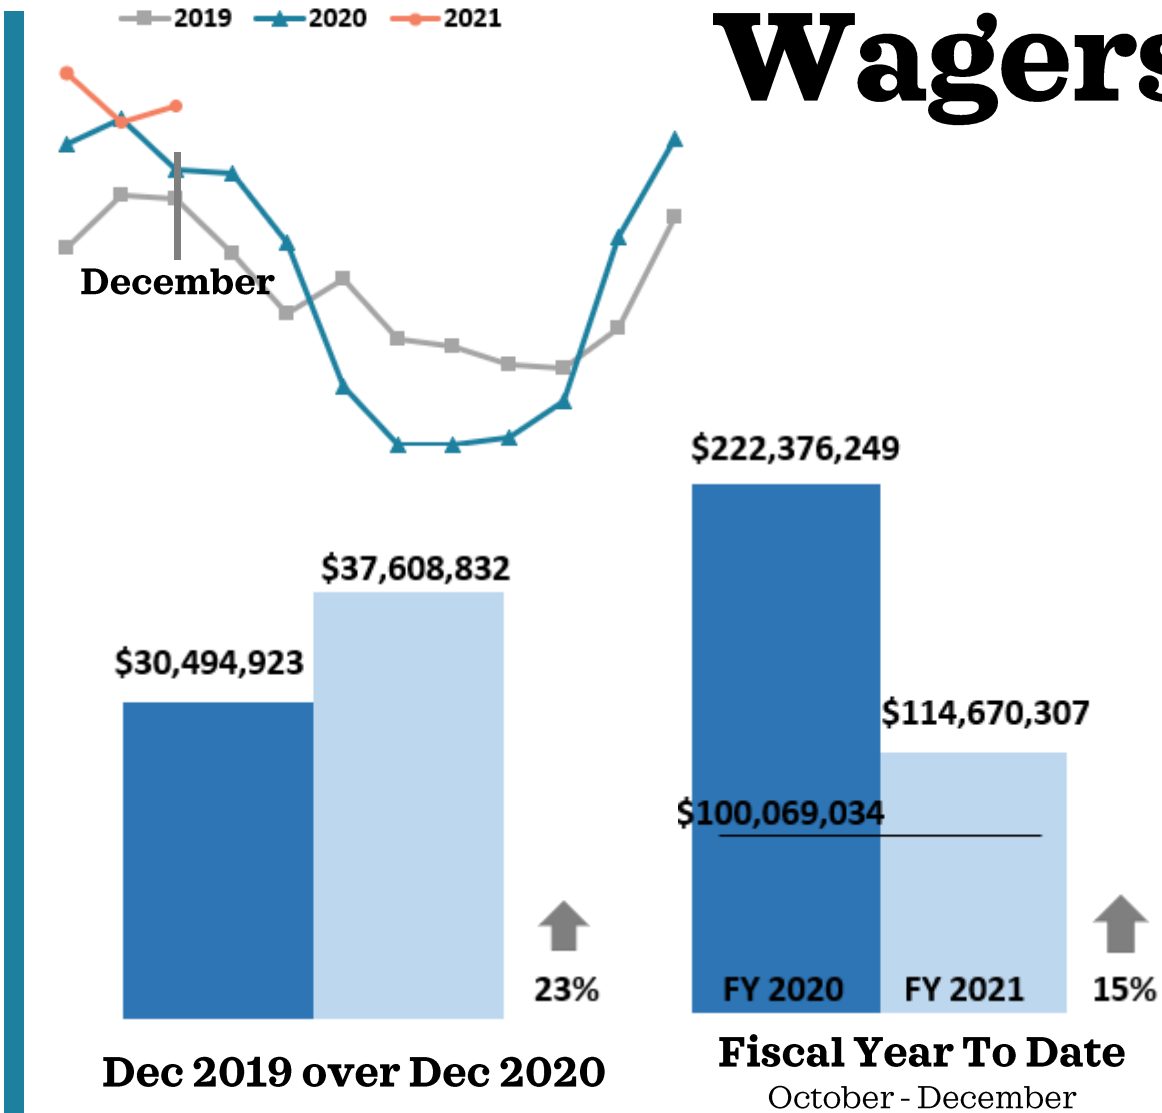 2019 2020 2021
Wagers
December
$222,376,249
$37,608,832
$30,494,923
$114,670,307
$100,069,034
23%
FY 2020 FY 2021
15%
Dec 2019 over Dec 2020
Fiscal Year To Date
October - December